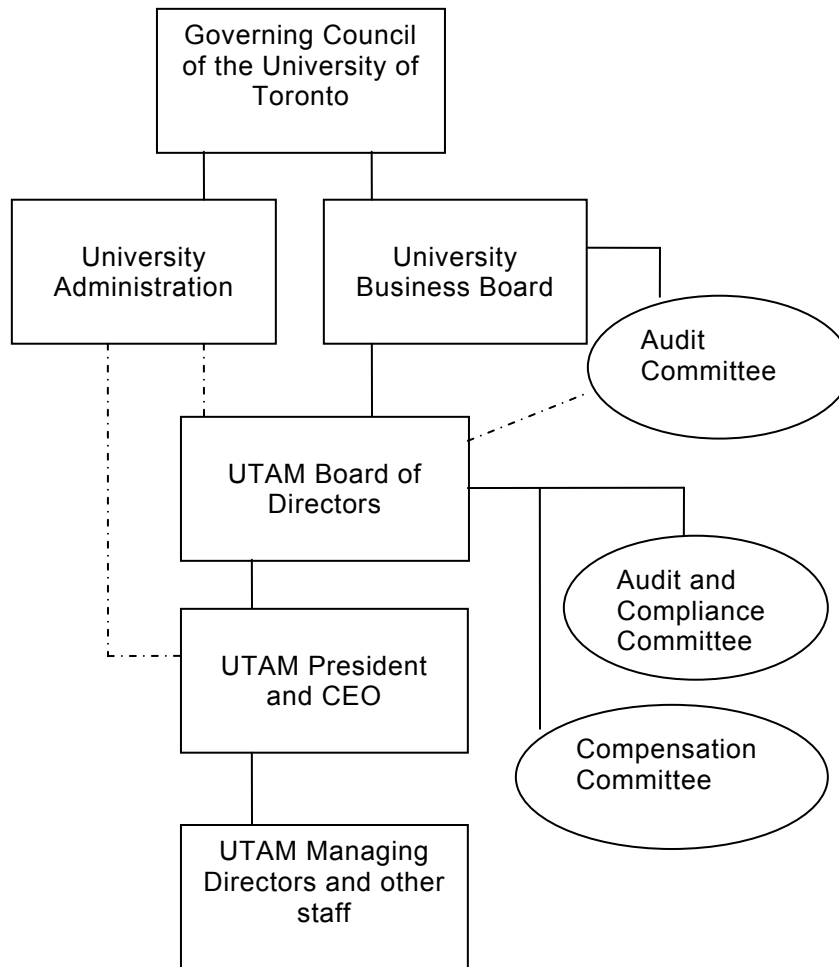 Governing Council
of the University of
Toronto
University
Administration
University
Business Board
Audit
Committee
UTAM Board of
Directors
Audit and
Compliance
Committee
UTAM President
and CEO
Compensation
Committee
UTAM Managing
Directors and other
staff